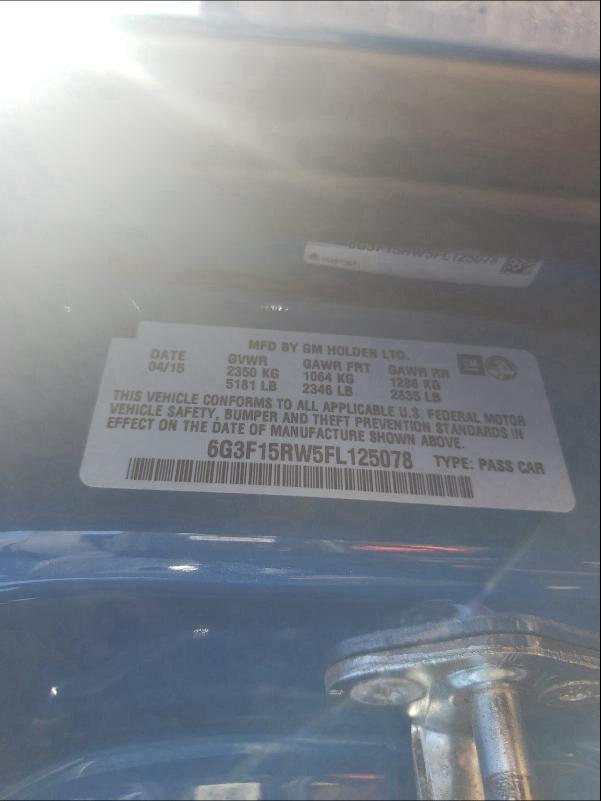 6G3F15RW5FL125078
MFD BY GM HOLDEN LTD.
DATE GVWR GAWR FRT GAWR RR GM
04/15 2350 KG 1064 KG 1286 KG
5181 LB 2346 LB 2835 LB
THIS VEHICLE CONFORMS TO ALL APPLICABLE U.S. FEDERAL MOTOR
VEHICLE SAFETY, BUMPER AND THEFT PREVENTION STANDARDS IN
EFFECT ON THE DATE OF MANUFACTURE SHOWN ABOVE.
6G3F15RW5FL125078 TYPE: PASS CAR